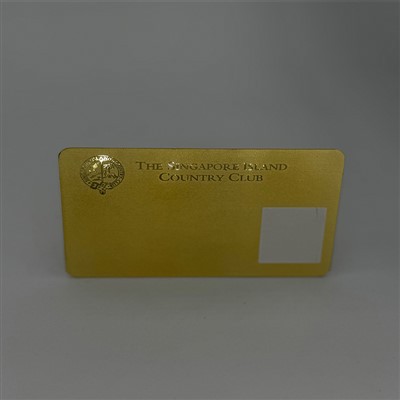 The Singapore Island
Country Club